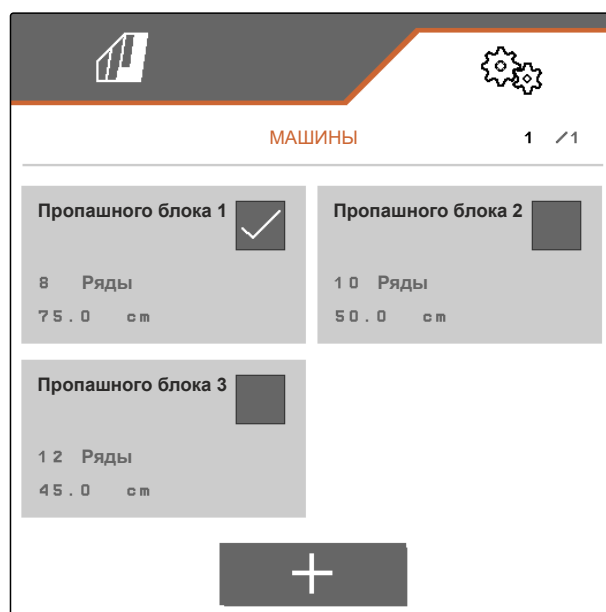 МАШИНЫ 1 /1
Пропашного блока 1
8 Ряды
75.0 cm
Пропашного блока 2
10 Ряды
50.0 cm
Пропашного блока 3
12 Ряды
45.0 cm
+